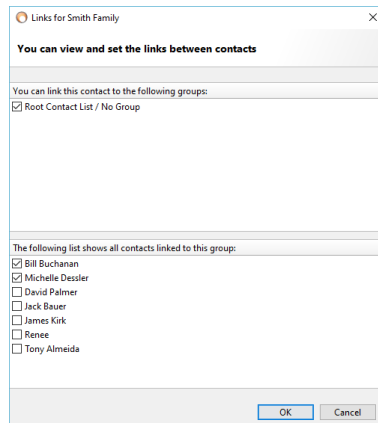 Links for Smith Family
You can view and set the links between contacts
You can link this contact to the following groups:
Root Contact List / No Group
The following list shows all contacts linked to this group:
Bill Buchanan
Michelle Dessler
David Palmer
Jack Bauer
James Kirk
Renee
Tony Almeida
OK Cancel